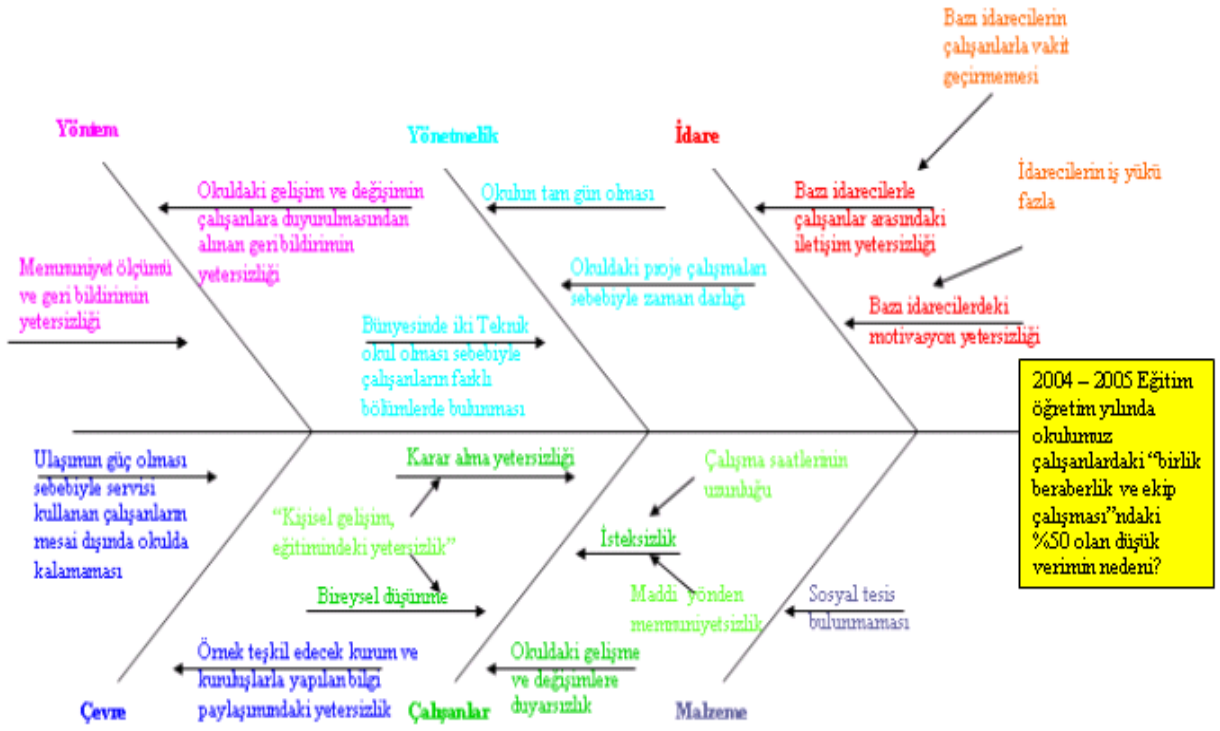 Bazı idarecilerin
çalışanlarla vakit
geçirmemesi
Yöntem
Yönetmelik
İdare
İdarecilerin iş yükü
fazla
Okuldaki gelişim ve değişimin
çalışanlara duyurulmasından
alınan geri bildirimin
yetersizliği
Okulun tam gün olması
Bazı idarecilerle
çalışanlar arasındaki
iletişim yetersizliği
Memnuniyet ölçümü
ve geri bildirimin
yetersizliği
Okuldaki proje çalışmaları
sebebiyle zaman darlığı
Bazı idarecilerdeki
motivasyon yetersizliği
Bünyesinde iki Teknik
okul olması sebebiyle
çalışanların farklı
bölümlerde bulunması
2004 – 2005 Eğitim
öğretim yılında
okulumuz
çalışanlardaki “birlik
beraberlik ve ekip
çalışması”ndaki
%50 olan düşük
verimin nedeni?
Ulaşımın güç olması
sebebiyle servisi
kullanan çalışanların
mesai dışında okulda
kalamaması
Karar alma yetersizliği
Çalışma saatlerinin
uzunluğu
“Kişisel gelişim,
eğitimindeki yetersizlik”
İsteksizlik
Bireysel düşünme
Maddi yönden
memnuniyetsizlik
Sosyal tesis
bulunmaması
Örnek teşkil edecek kurum ve
kuruluşlarla yapılan bilgi
paylaşımındaki yetersizlik
Okuldaki gelişme
ve değişimlere
duyarsızlık
Çevre
Çalışanlar
Malzeme